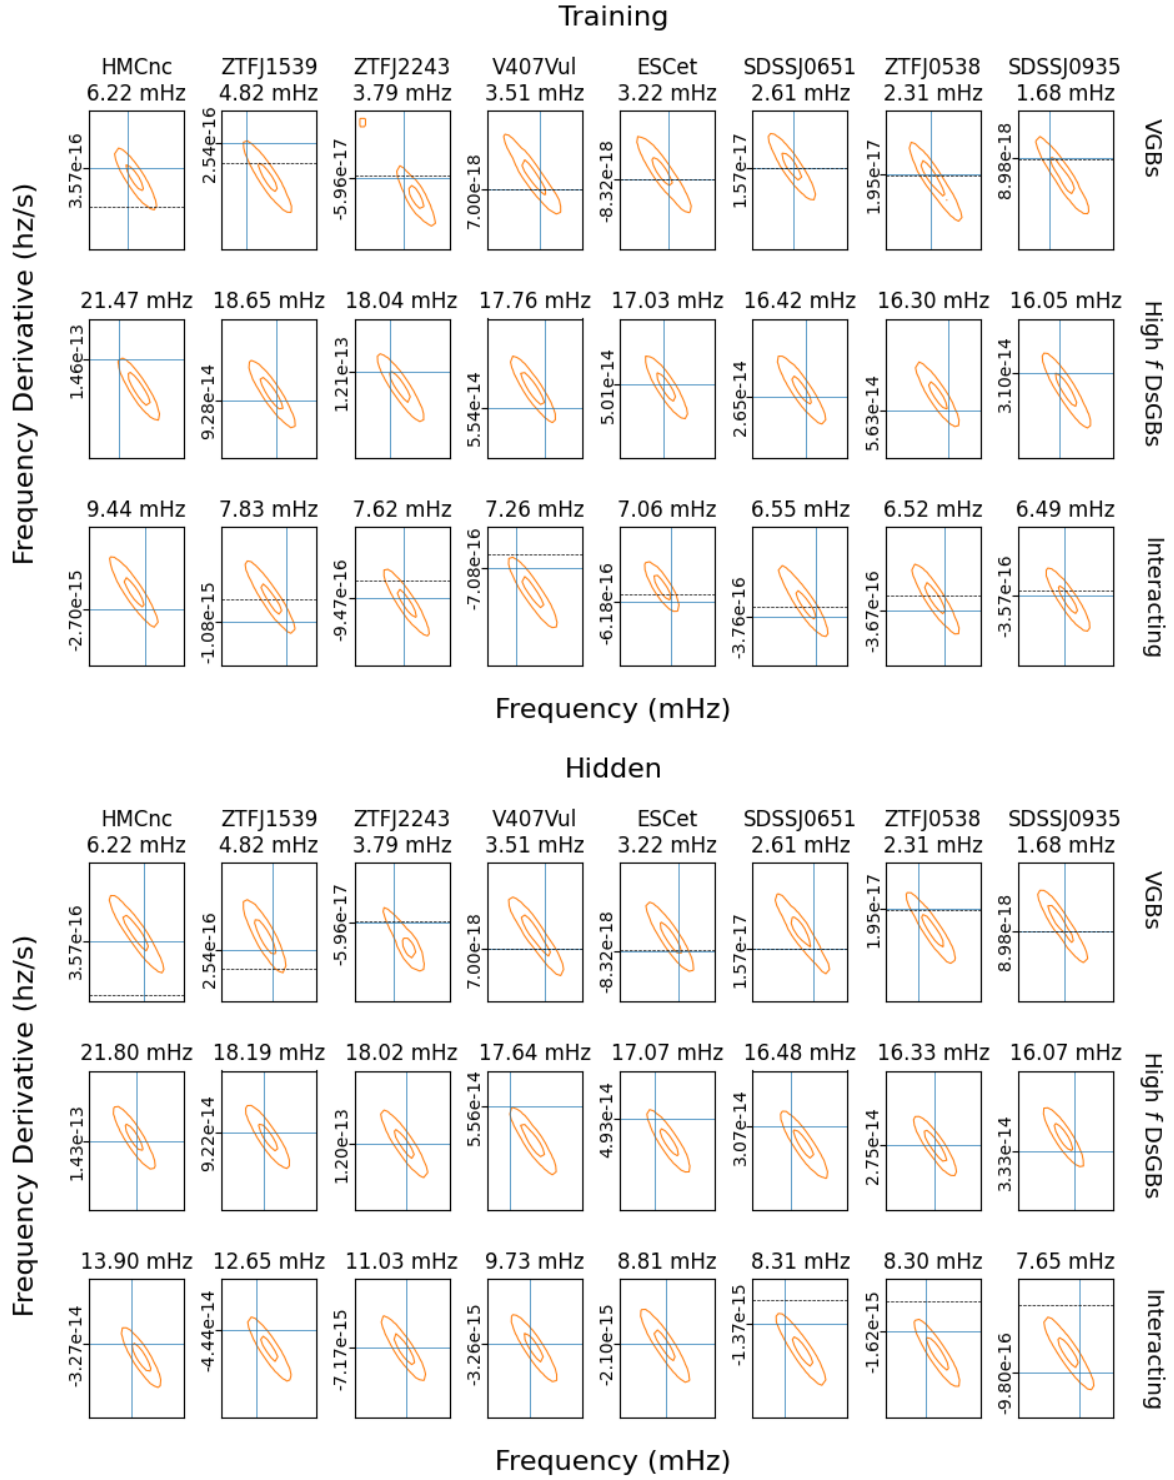 Training
HMCnc ZTFJ1539 ZTFJ2243 V407Vul ESCet SDSSJ0651 ZTFJ0538 SDSSJ0935
6.22 mHz 4.82 mHz 3.79 mHz 3.51 mHz 3.22 mHz 2.61 mHz 2.31 mHz 1.68 mHz
3.57e-16 2.54e-16 -5.96e-17 7.00e-18 -8.32e-18 1.57e-17 1.95e-17 8.98e-18
VGBs
Frequency Derivative (hz/s)
21.47 mHz 18.65 mHz 18.04 mHz 17.76 mHz 17.03 mHz 16.42 mHz 16.30 mHz 16.05 mHz
1.46e-13 9.28e-14 1.21e-13 5.54e-14 5.01e-14 2.65e-14 5.63e-14 3.10e-14
High f DsGBs
9.44 mHz 7.83 mHz 7.62 mHz 7.26 mHz 7.06 mHz 6.55 mHz 6.52 mHz 6.49 mHz
-2.70e-15 -1.08e-15 -9.47e-16 -7.08e-16 -6.18e-16 -3.76e-16 -3.67e-16 -3.57e-16
Interacting
Frequency (mHz)
Hidden
HMCnc ZTFJ1539 ZTFJ2243 V407Vul ESCet SDSSJ0651 ZTFJ0538 SDSSJ0935
6.22 mHz 4.82 mHz 3.79 mHz 3.51 mHz 3.22 mHz 2.61 mHz 2.31 mHz 1.68 mHz
3.57e-16 2.54e-16 -5.96e-17 7.00e-18 -8.32e-18 1.57e-17 1.95e-17 8.98e-18
VGBs
Frequency Derivative (hz/s)
21.80 mHz 18.19 mHz 18.02 mHz 17.64 mHz 17.07 mHz 16.48 mHz 16.33 mHz 16.07 mHz
1.43e-13 9.22e-14 1.20e-13 5.56e-14 4.93e-14 3.07e-14 2.75e-14 3.33e-14
High f DsGBs
13.90 mHz 12.65 mHz 11.03 mHz 9.73 mHz 8.81 mHz 8.31 mHz 8.30 mHz 7.65 mHz
-3.27e-14 -4.44e-14 -7.17e-15 -3.26e-15 -2.10e-15 -1.37e-15 -1.62e-15 -9.80e-16
Interacting
Frequency (mHz)